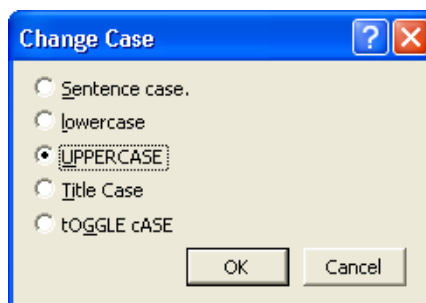 Change Case
?
Sentence case.
lowercase
UPPERCASE
Title Case
tOGGLE cASE
OK Cancel